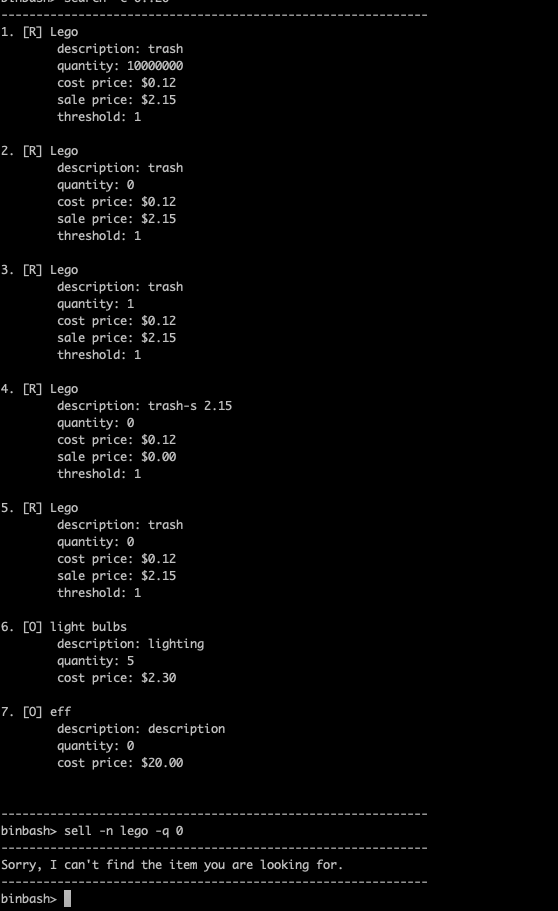 ----------------------------------------------------------------
1. [R] Lego
description: trash
quantity: 10000000
cost price: $0.12
sale price: $2.15
threshold: 1
2. [R] Lego
description: trash
quantity: 0
cost price: $0.12
sale price: $2.15
threshold: 1
3. [R] Lego
description: trash
quantity: 1
cost price: $0.12
sale price: $2.15
threshold: 1
4. [R] Lego
description: trash-s 2.15
quantity: 0
cost price: $0.12
sale price: $0.00
threshold: 1
5. [R] Lego
description: trash
quantity: 0
cost price: $0.12
sale price: $2.15
threshold: 1
6. [O] light bulbs
description: lighting
quantity: 5
cost price: $2.30
7. [O] eff
description: description
quantity: 0
cost price: $20.00
----------------------------------------------------------------
binbash> sell -n lego -q 0
----------------------------------------------------------------
Sorry, I can't find the item you are looking for.
----------------------------------------------------------------
binbash>